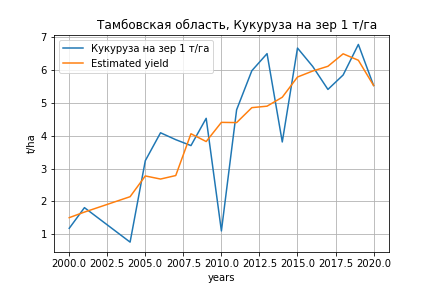 Тамбовская область, Кукуруза на зер 1 т/га
Кукуруза на зер 1 т/га
Estimated yield
t/ha
7
6
5
4
3
2
1
2000.0 2002.5 2005.0 2007.5 2010.0 2012.5 2015.0 2017.5 2020.0
years